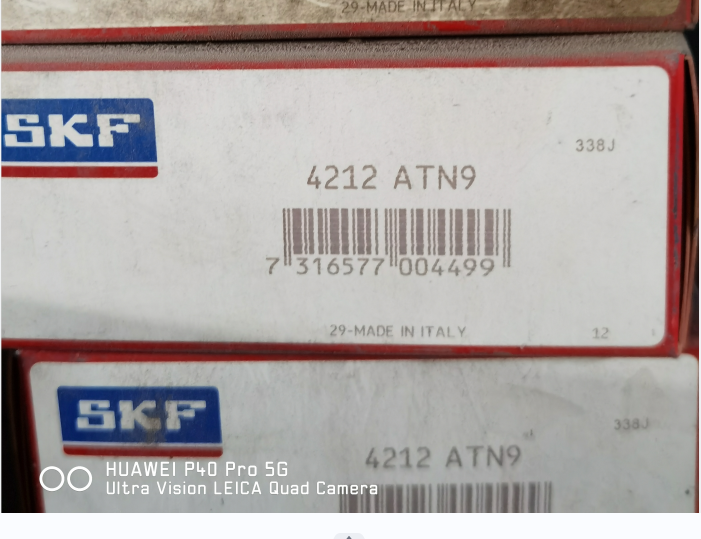 29-MADE IN ITALY
SKF
338J
4212 ATN9
7 316577 004499
29-MADE IN ITALY
12
SKF
338J
4212 ATN9
HUAWEI P40 Pro 5G
Ultra Vision LEICA Quad Camera